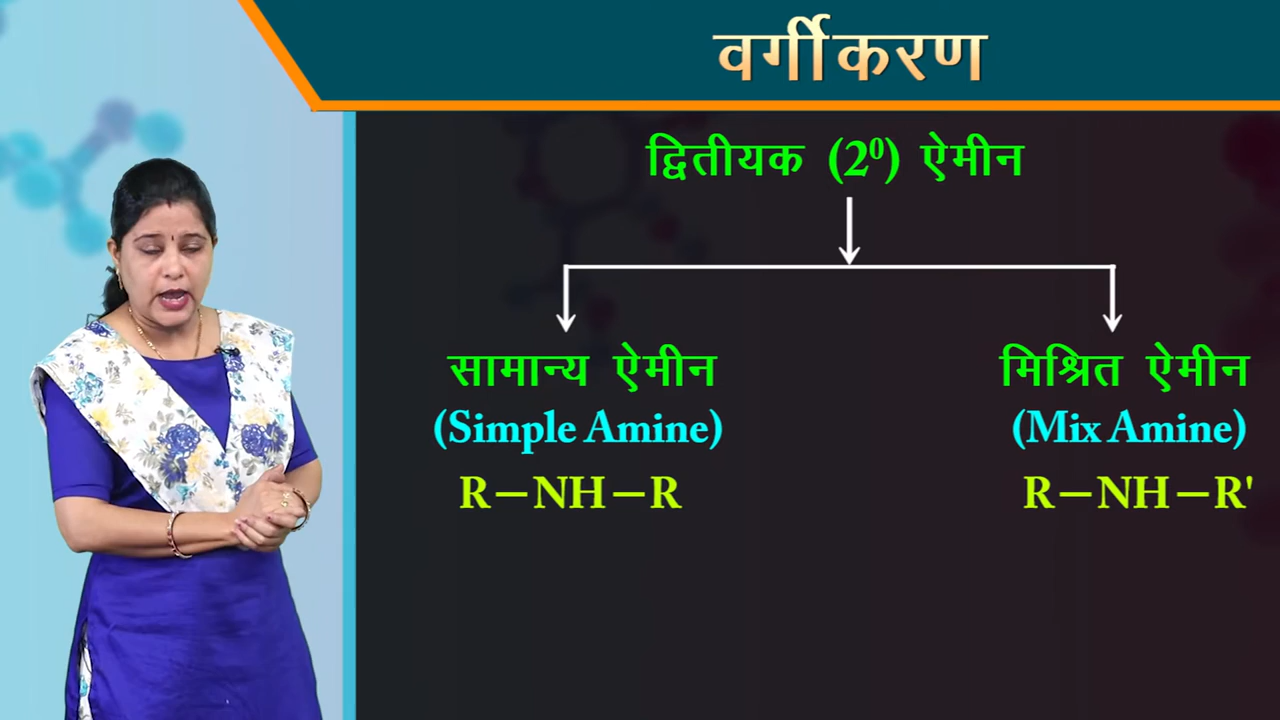 वर्गीकरण
द्वितीयक (2⁰) ऐमीन
सामान्य ऐमीन
(Simple Amine)
R–NH–R
मिश्रित ऐमीन
(Mix Amine)
R–NH–R'